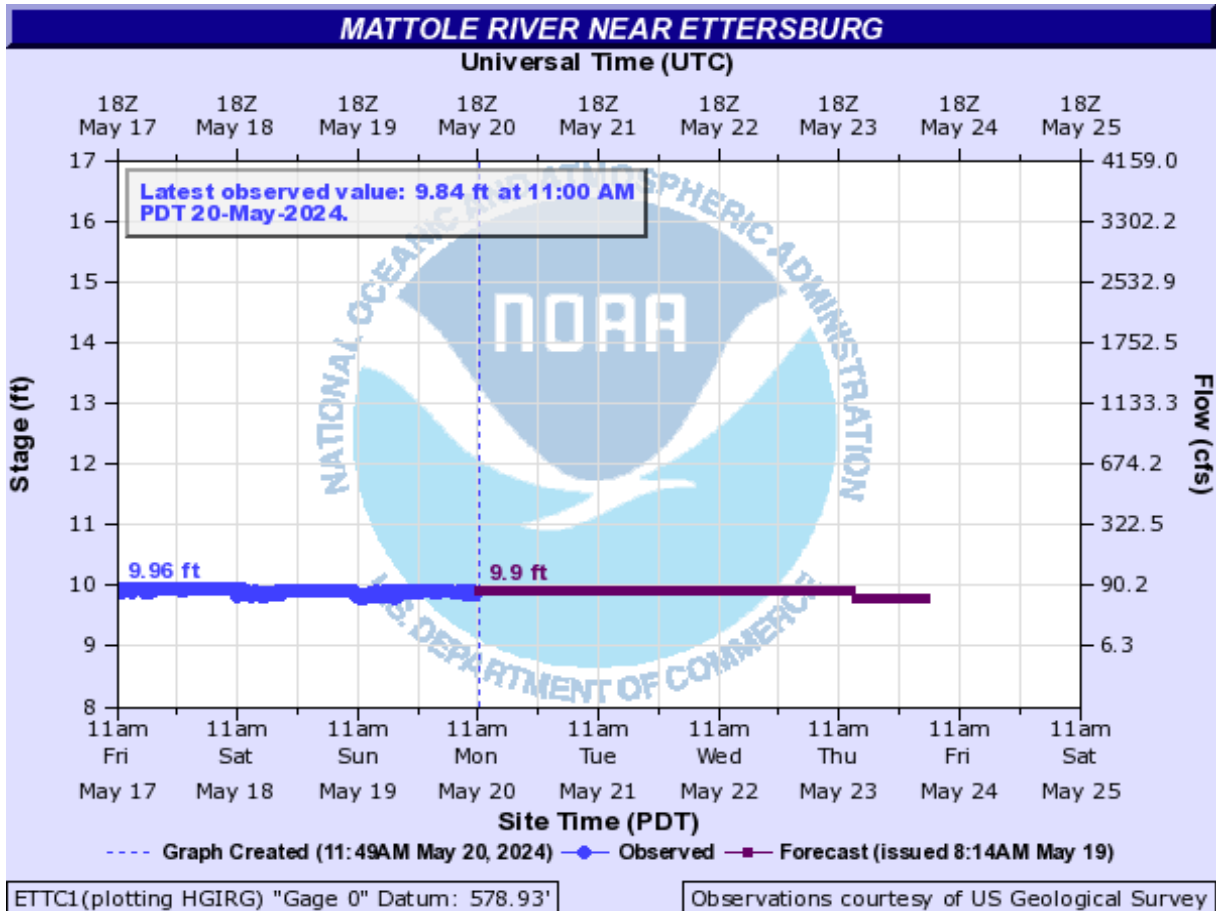 MATTOLE RIVER NEAR ETTERSBURG
Universal Time (UTC)
18Z 18Z 18Z 18Z 18Z 18Z 18Z 18Z 18Z
May 17 May 18 May 19 May 20 May 21 May 22 May 23 May 24 May 25
Latest observed value: 9.84 ft at 11:00 AM
PDT 20-May-2024.
17 4159.0
16 3302.2
15 2532.9
14 1752.5
13 1133.3
12 674.2
11 322.5
10 90.2
9 6.3
8
Stage (ft)
Flow (cfs)
9.96 ft
9.9 ft
NATIONAL OCEANIC AND ATMOSPHERIC ADMINISTRATION
NOAA
U.S. DEPARTMENT OF COMMERCE
11am 11am 11am 11am 11am 11am 11am 11am 11am
Fri Sat Sun Mon Tue Wed Thu Fri Sat
May 17 May 18 May 19 May 20 May 21 May 22 May 23 May 24 May 25
Site Time (PDT)
Graph Created (11:49AM May 20, 2024) Observed Forecast (issued 8:14AM May 19)
ETTC1(plotting HGIRG) "Gage 0" Datum: 578.93'
Observations courtesy of US Geological Survey